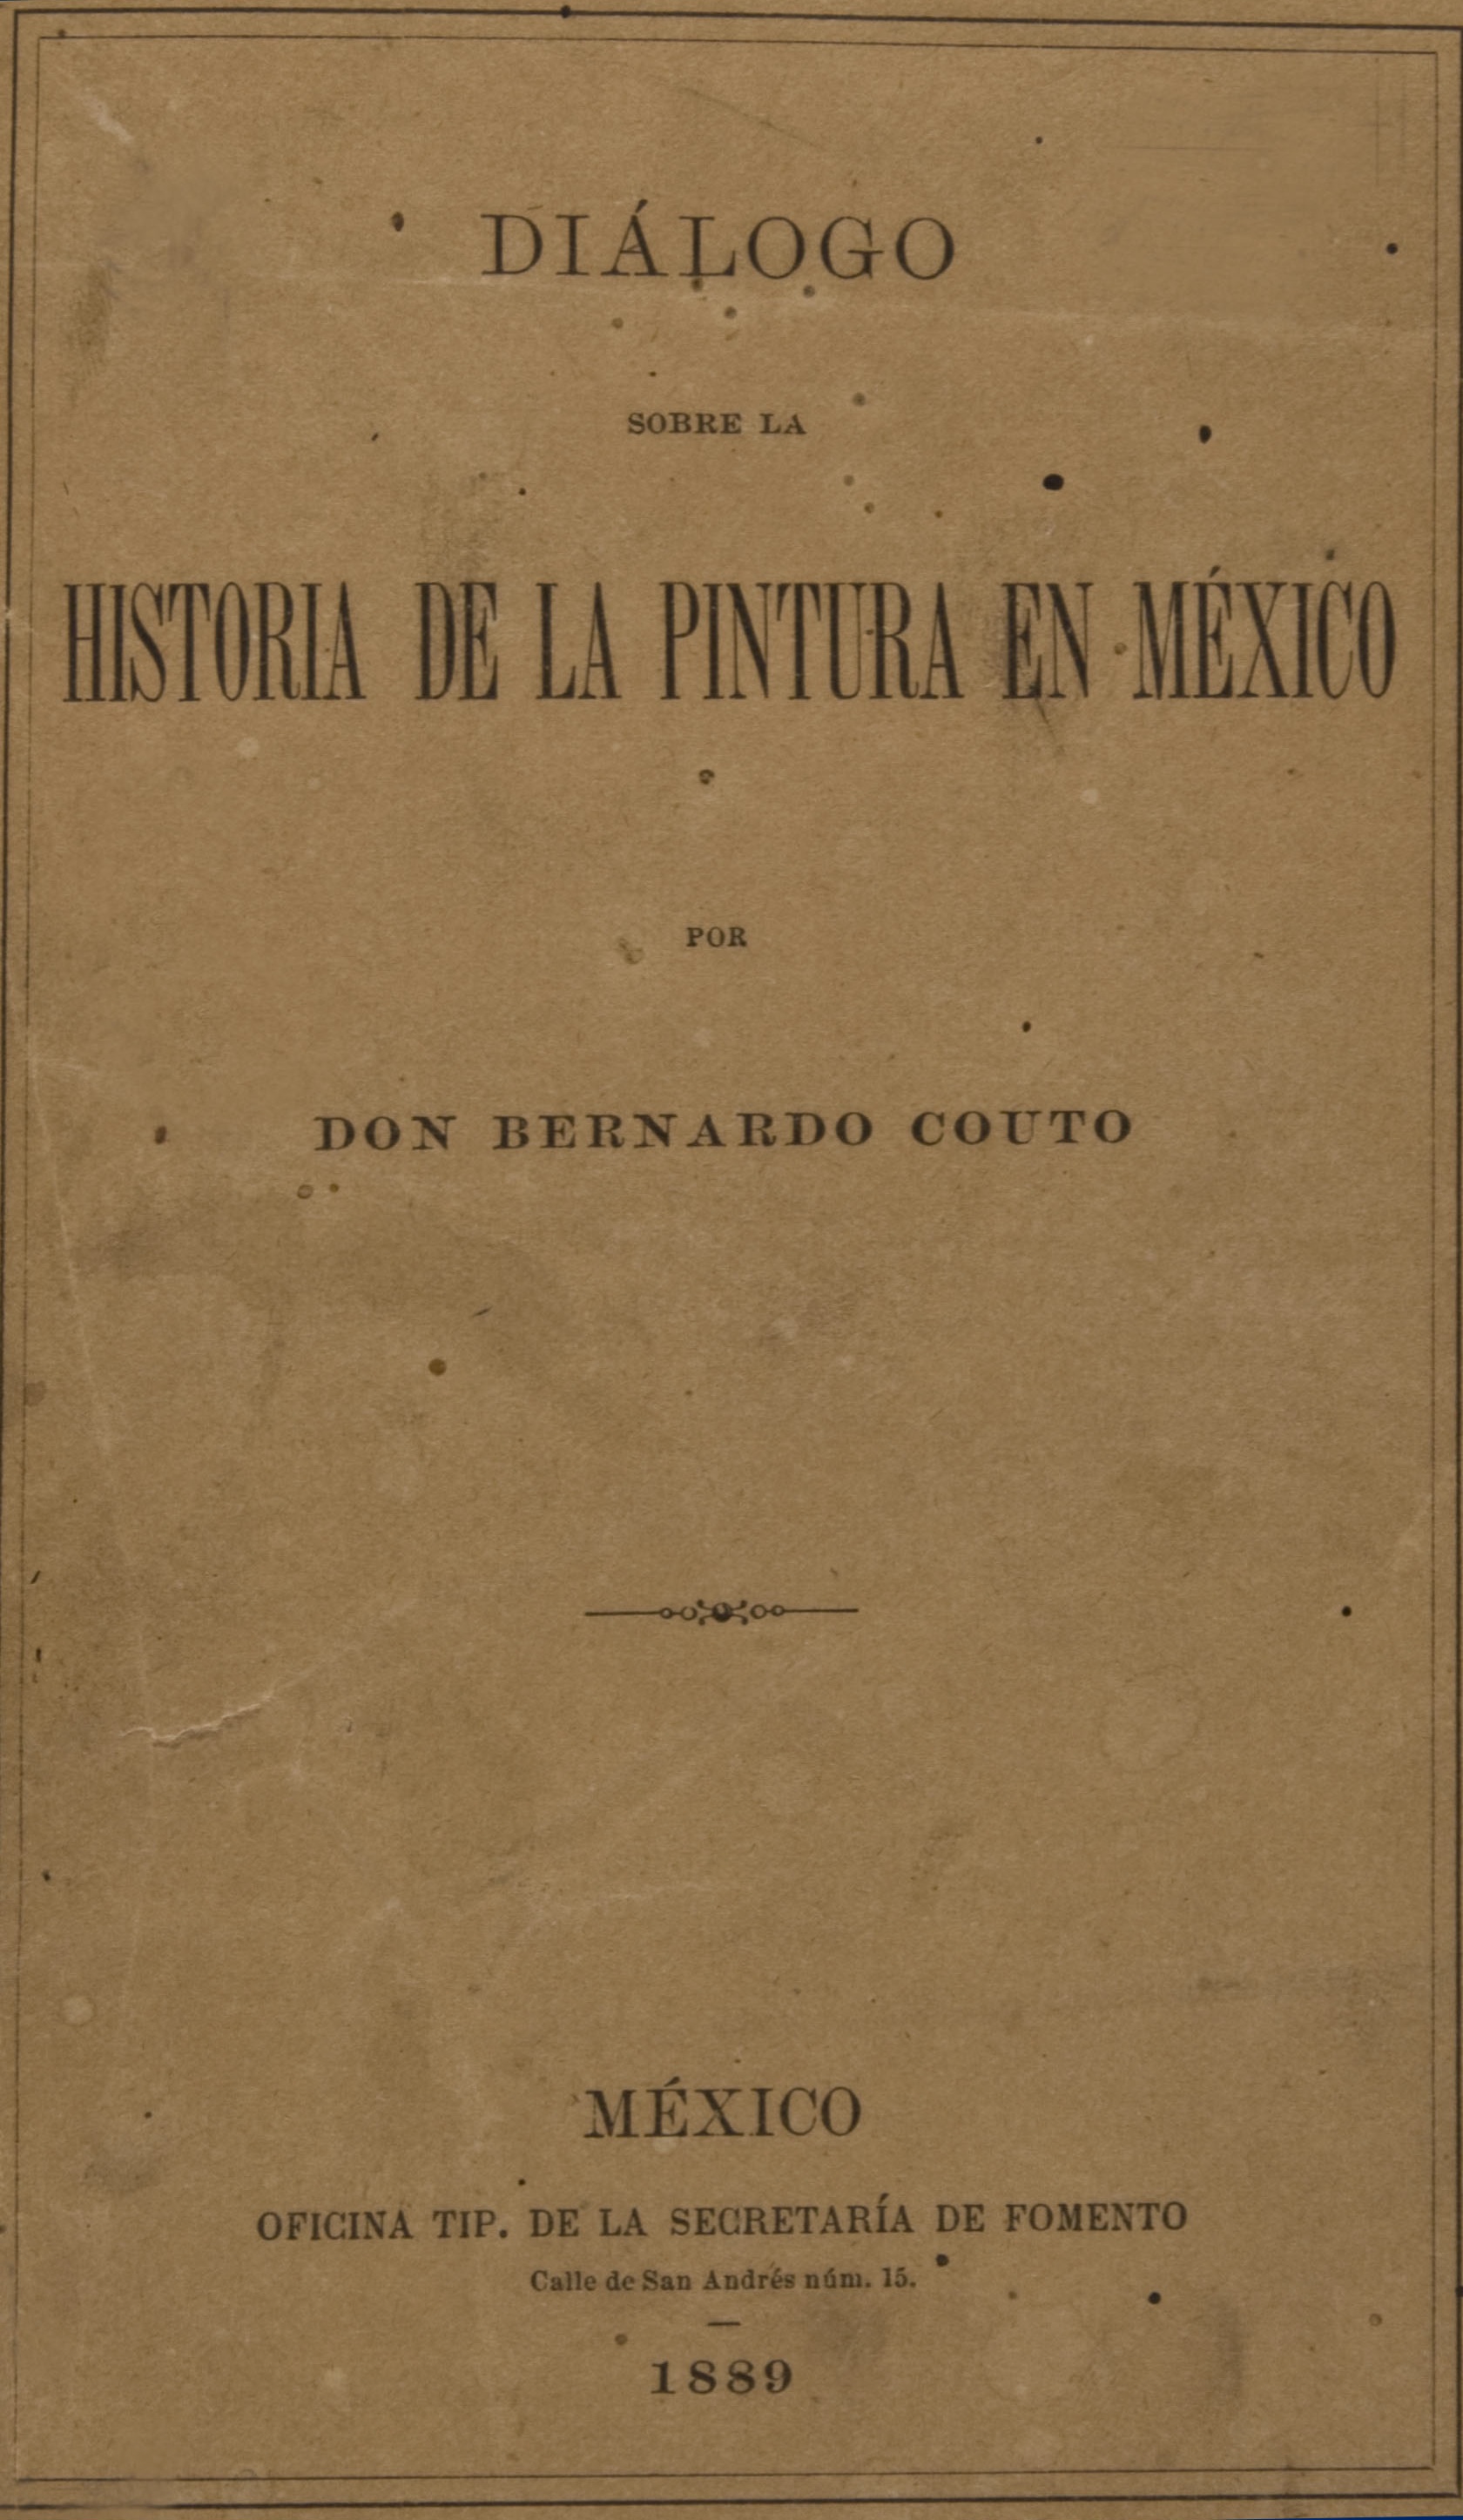 DIÁLOGO
SOBRE LA
HISTORIA DE LA PINTURA EN MÉXICO
POR
DON BERNARDO COUTO
MÉXICO
OFICINA TIP. DE LA SECRETARÍA DE FOMENTO
Calle de San Andrés núm. 15.
1889